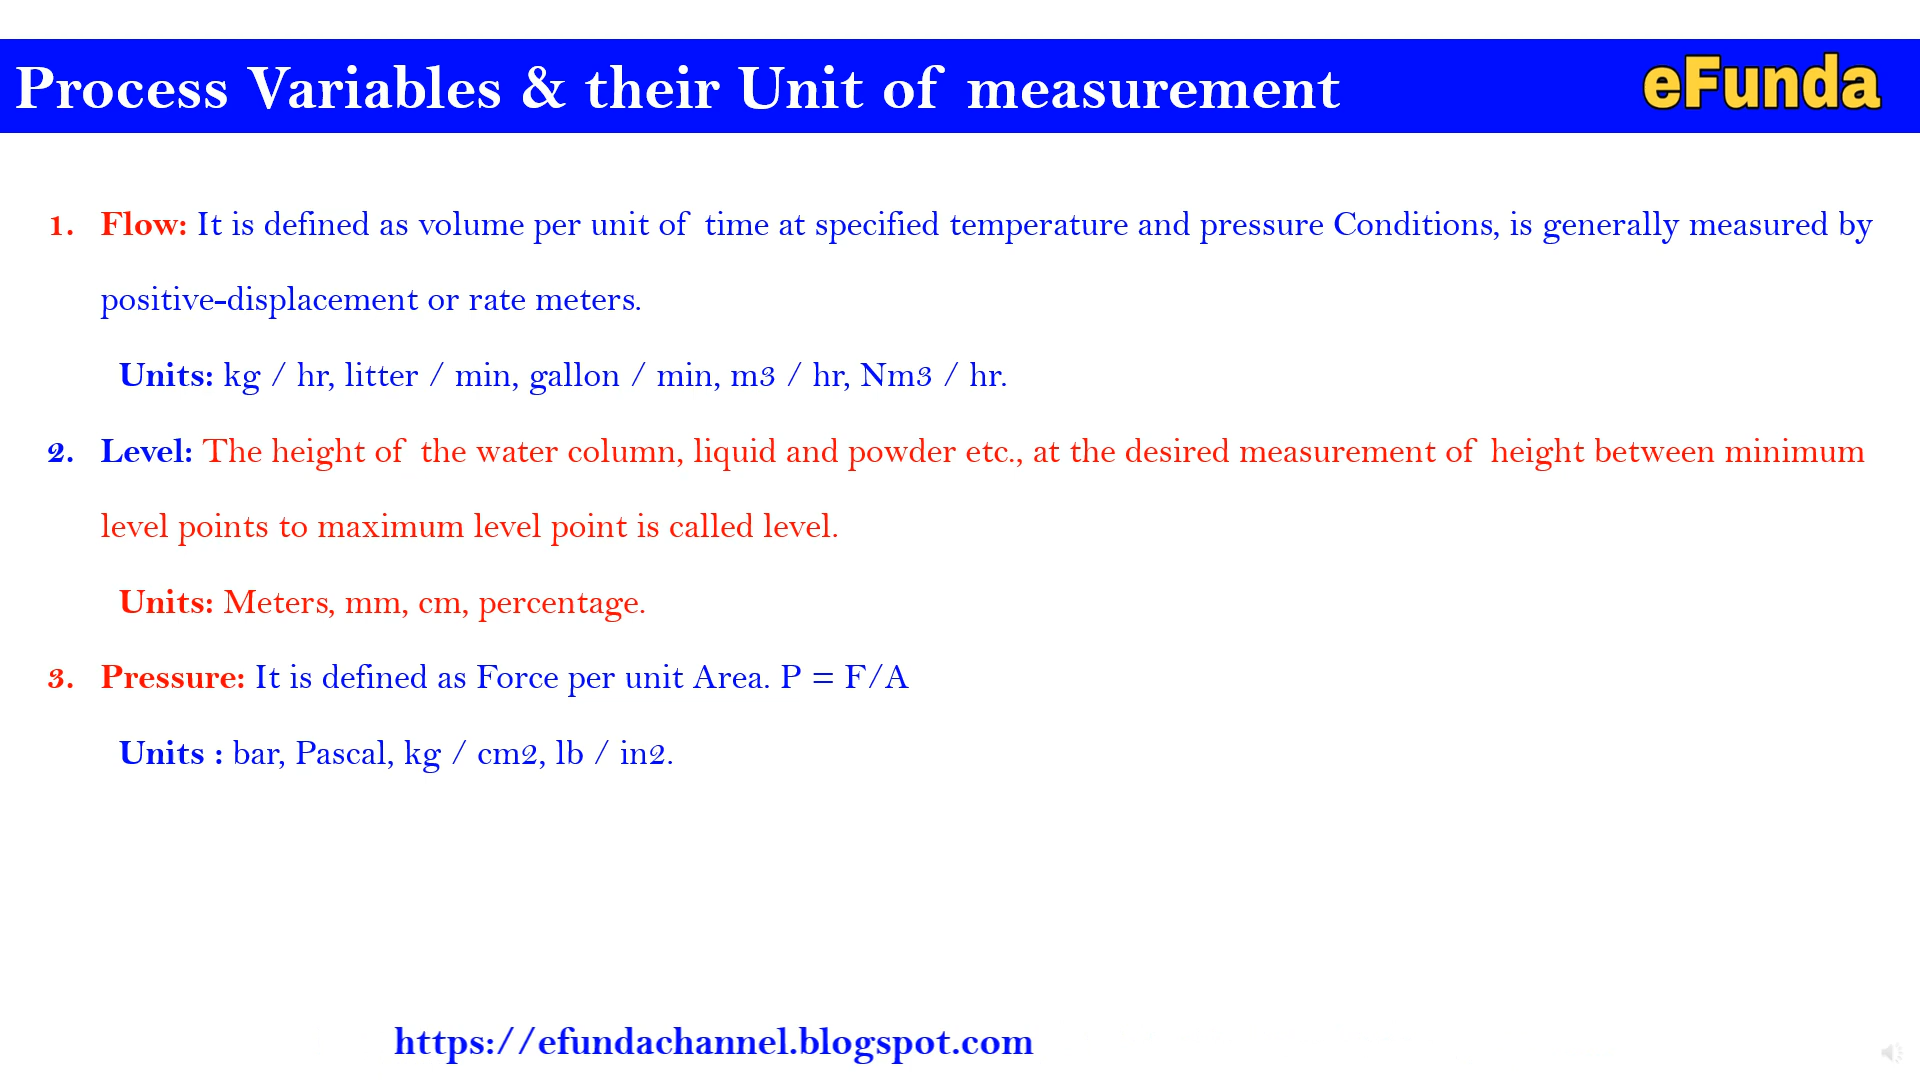 Process Variables & their Unit of measurement
eFunda
1. Flow: It is defined as volume per unit of time at specified temperature and pressure Conditions, is generally measured by
positive-displacement or rate meters.
Units: kg / hr, litter / min, gallon / min, m3 / hr, Nm3 / hr.
2. Level: The height of the water column, liquid and powder etc., at the desired measurement of height between minimum
level points to maximum level point is called level.
Units: Meters, mm, cm, percentage.
3. Pressure: It is defined as Force per unit Area. P = F/A
Units : bar, Pascal, kg / cm2, lb / in2.
https://efundachannel.blogspot.com